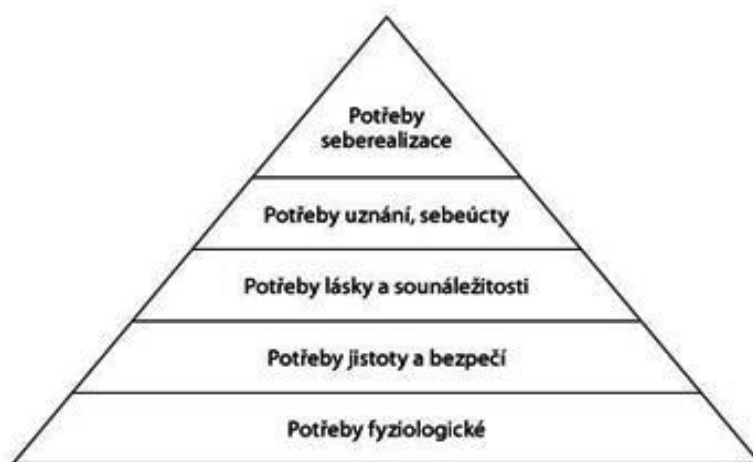 Potřeby
seberealizace
Potřeby uznání, sebeúcty
Potřeby lásky a sounáležitosti
Potřeby jistoty a bezpečí
Potřeby fyziologické